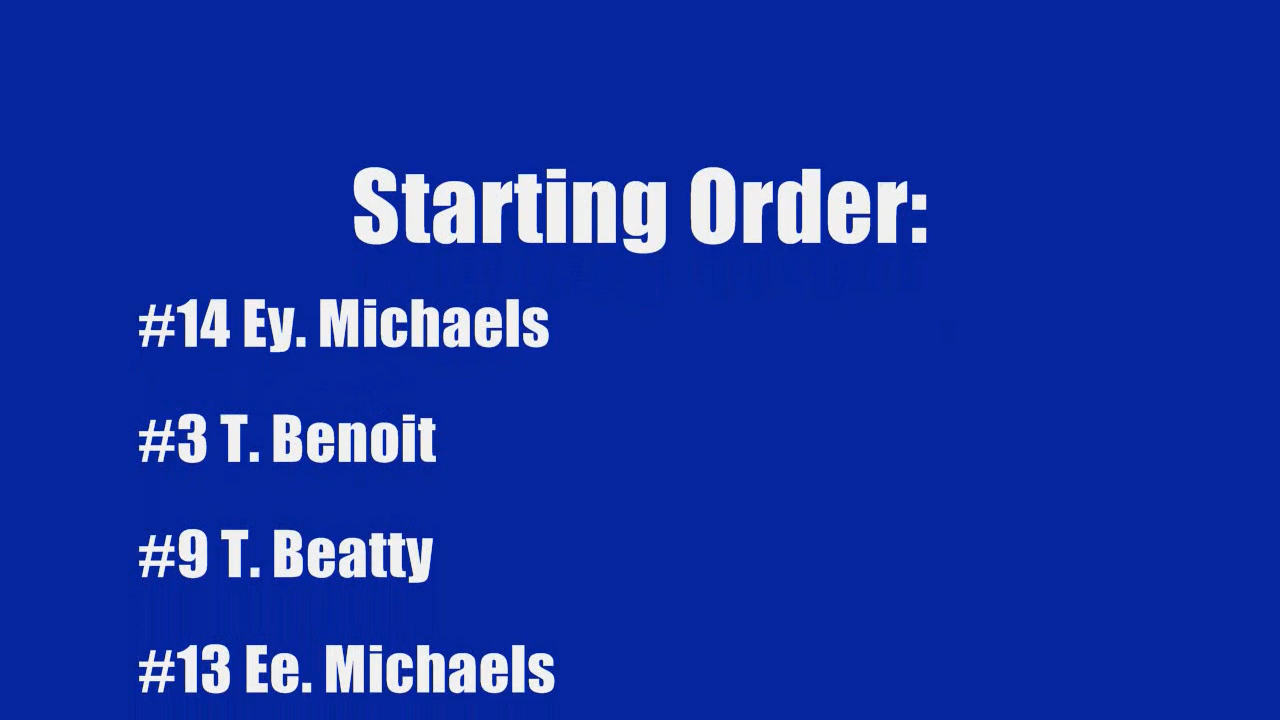 Starting Order:
#14 Ey. Michaels
#3 T. Benoit
#9 T. Beatty
#13 Ee. Michaels